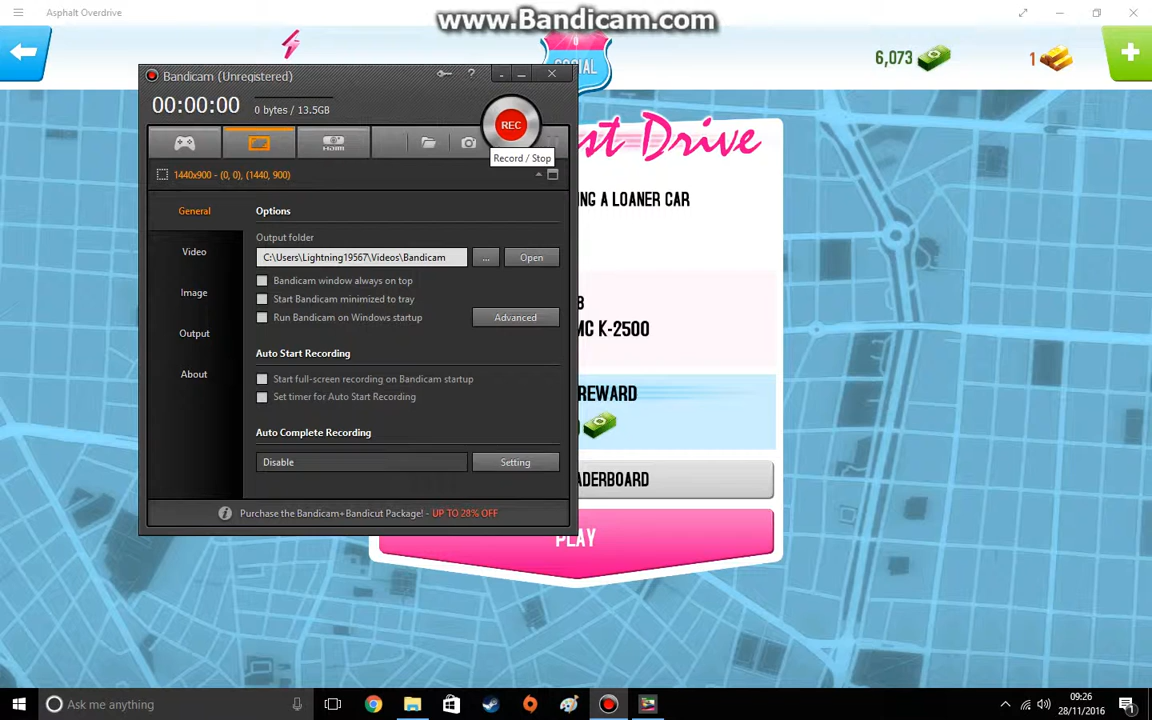 Asphalt Overdrive
www.Bandicam.com
6,073
1
Bandicam (Unregistered)
00:00:00
0 bytes / 13.5GB
REC
HDMI
Record / Stop
1440x900 - (0, 0), (1440, 900)
General
Video
Image
Output
About
Options
Output folder
C:\Users\Lightning19567\Videos\Bandicam
...
Open
Bandicam window always on top
Start Bandicam minimized to tray
Run Bandicam on Windows startup
Advanced
Auto Start Recording
Start full-screen recording on Bandicam startup
Set timer for Auto Start Recording
Auto Complete Recording
Disable
Setting
Purchase the Bandicam+Bandicut Package! - UP TO 28% OFF
st Drive
NG A LOANER CAR
MC K-2500
REWARD
ADERBOARD
PLAY
Ask me anything
09:26
28/11/2016
1